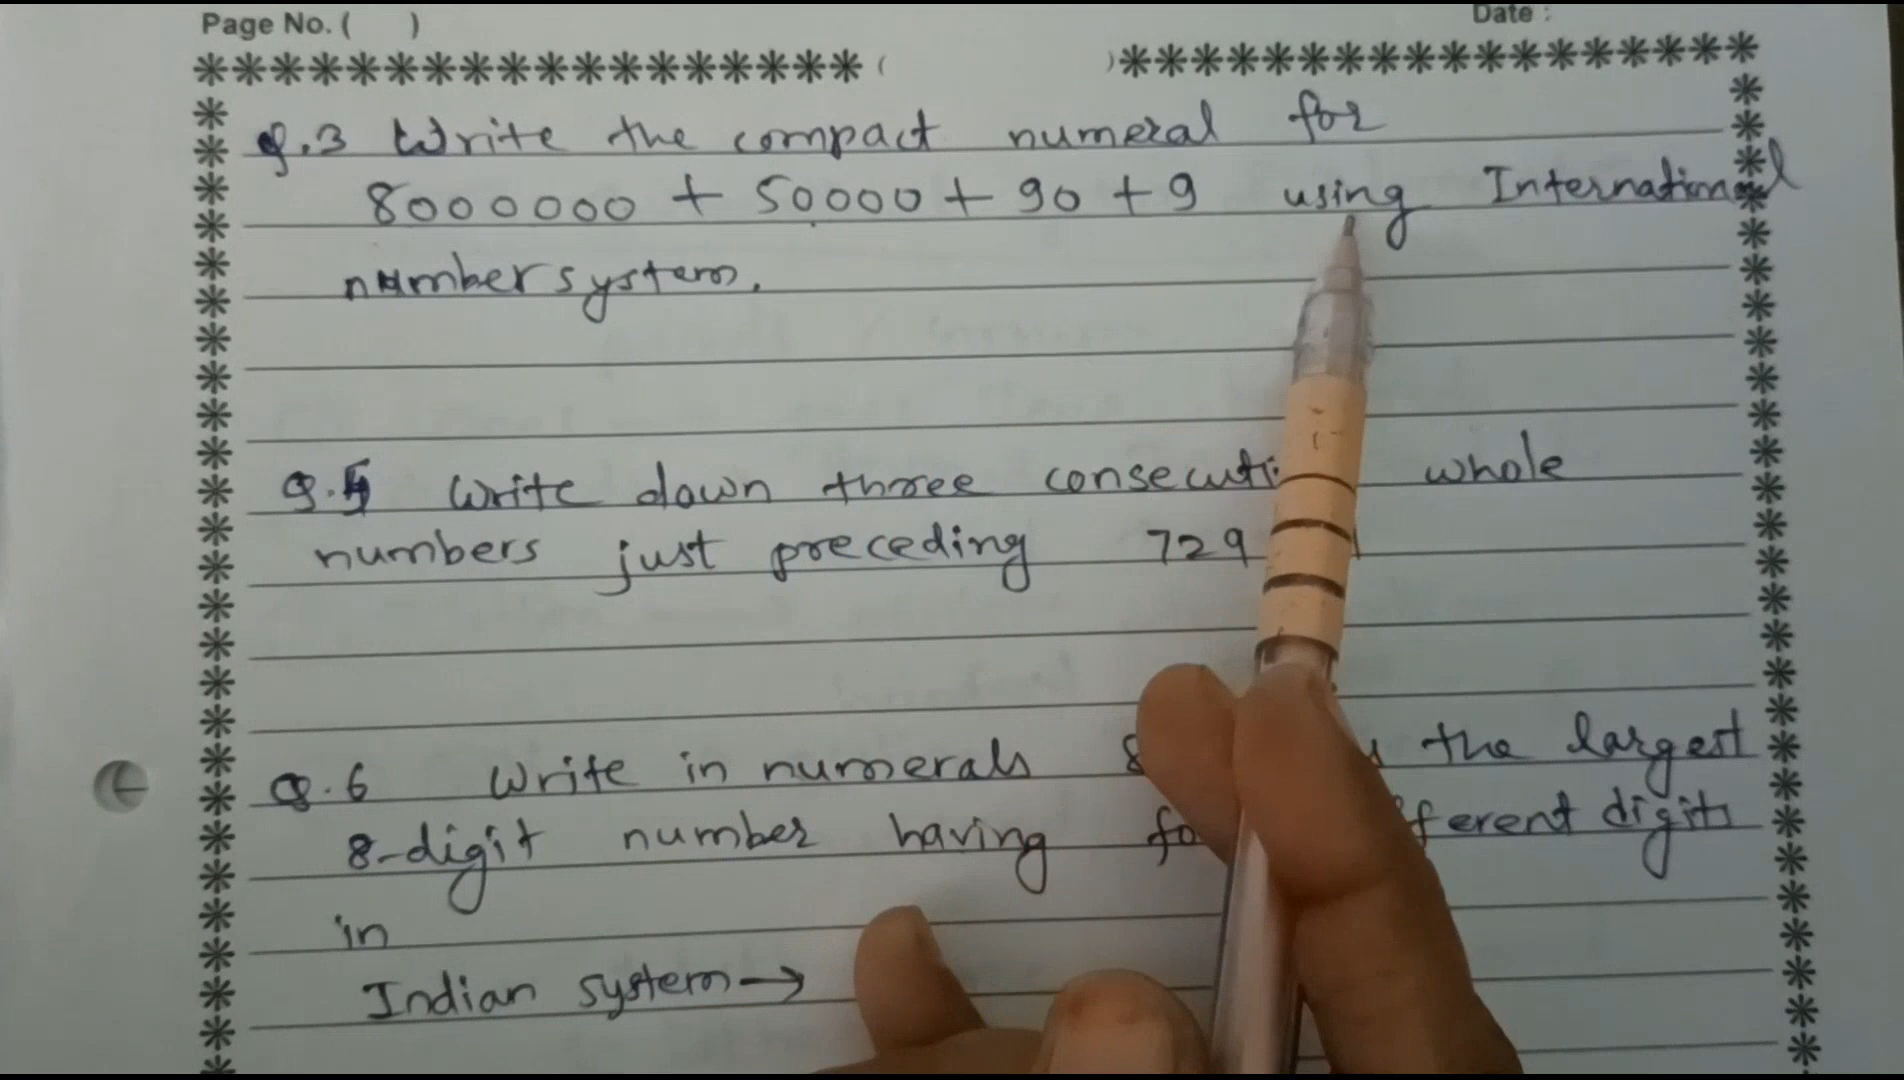 Page No. ( )
Date :
Q.3 Write the compact numeral for
8000000 + 50000 + 90 + 9 using International
number system.
Q.5 Write down three whole
numbers just preceding 729
Q.6 Write in numerals the largest
8-digit number having digits
in
Indian system →